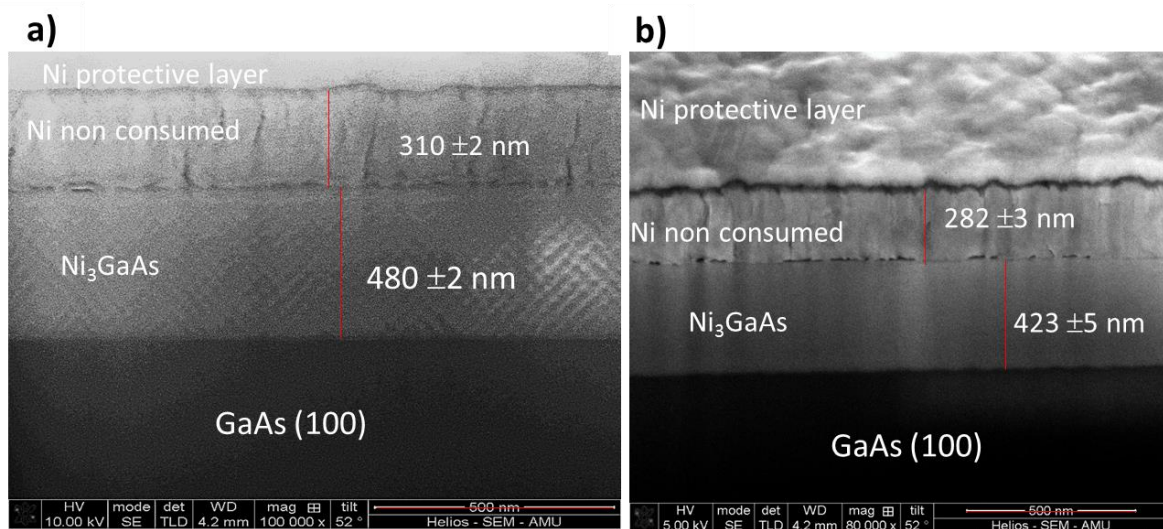 a)
Ni protective layer
Ni non consumed
310 ±2 nm
Ni₃GaAs
480 ±2 nm
GaAs (100)
HV mode det WD mag ⊞ tilt
10.00 kV SE TLD 4.2 mm 100 000 x 52 °
500 nm
Helios - SEM - AMU
b)
Ni protective layer
282 ±3 nm
Ni non consumed
Ni₃GaAs
423 ±5 nm
GaAs (100)
HV mode det WD mag ⊞ tilt
5.00 kV SE TLD 4.2 mm 80 000 x 52 °
500 nm
Helios - SEM - AMU